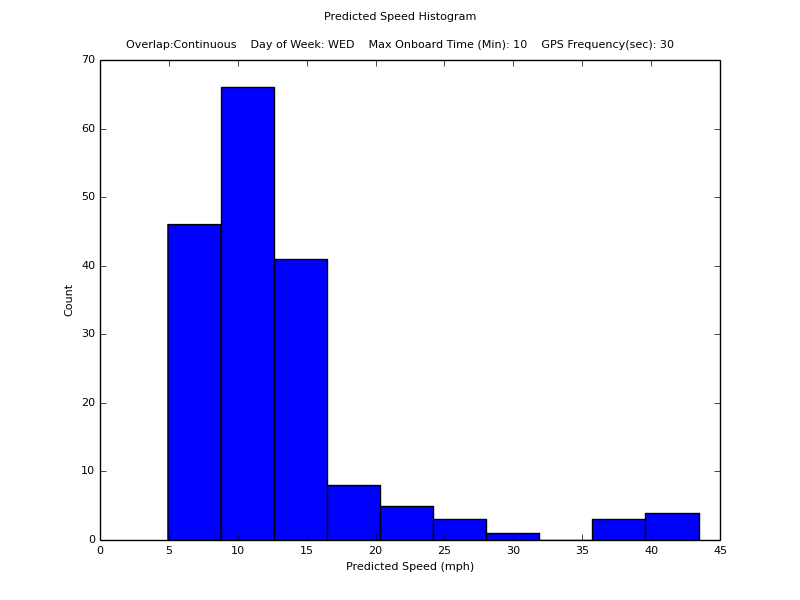 Predicted Speed Histogram
Overlap:Continuous    Day of Week: WED    Max Onboard Time (Min): 10    GPS Frequency(sec): 30
70
60
50
40
30
20
10
0
Count
0 5 10 15 20 25 30 35 40 45
Predicted Speed (mph)